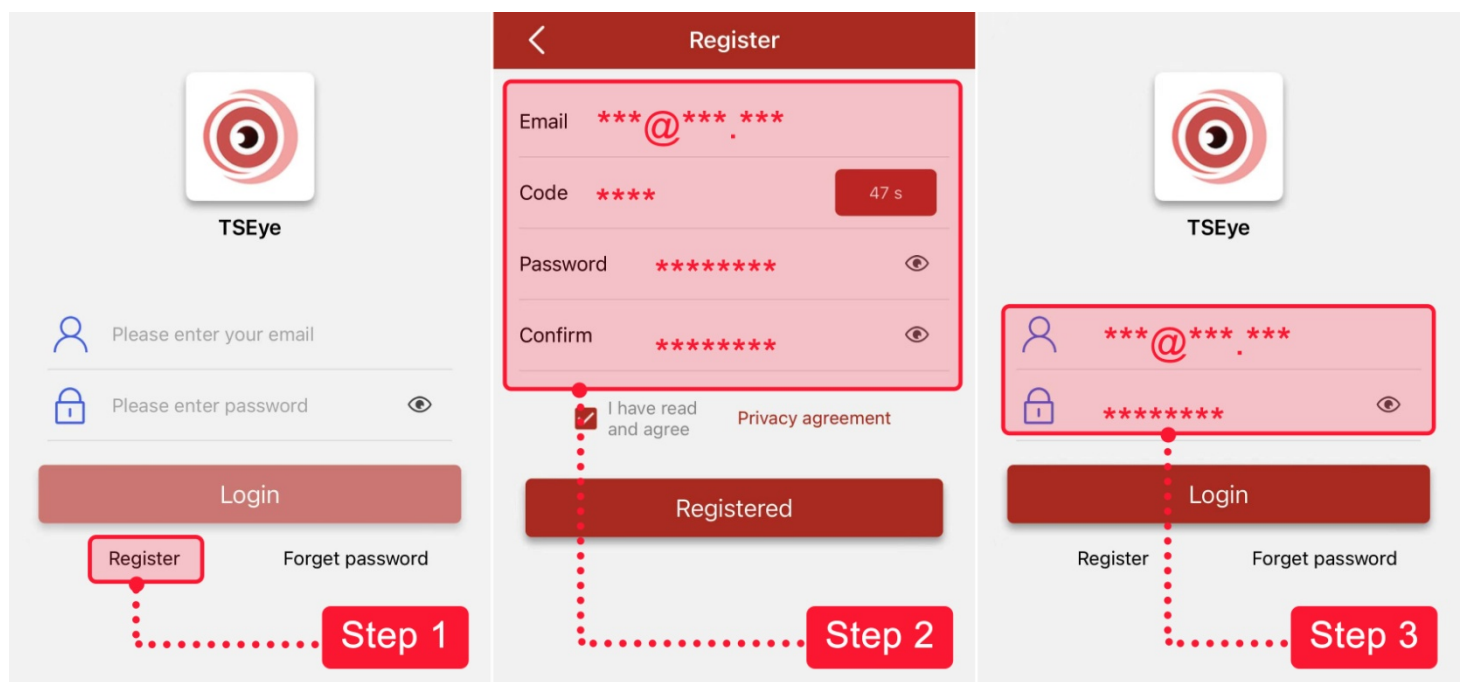 TSEye
Please enter your email
Please enter password
Login
Register
Forget password
Step 1
Register
Email ***@***.***
Code ****
47 s
Password ********
Confirm ********
I have read
and agree
Privacy agreement
Registered
Step 2
TSEye
***@***.***
********
Login
Register
Forget password
Step 3